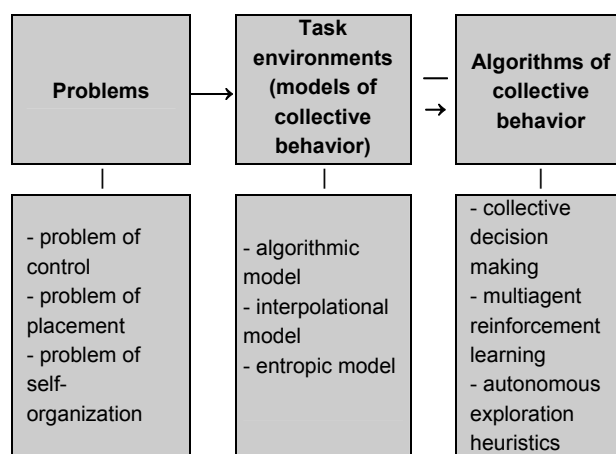 Problems
Task
environments
(models of
collective
behavior)
Algorithms of
collective
behavior
- problem of
control
- problem of
placement
- problem of
self-
organization
- algorithmic
model
- interpolational
model
- entropic model
- collective
decision
making
- multiagent
reinforcement
learning
- autonomous
exploration
heuristics